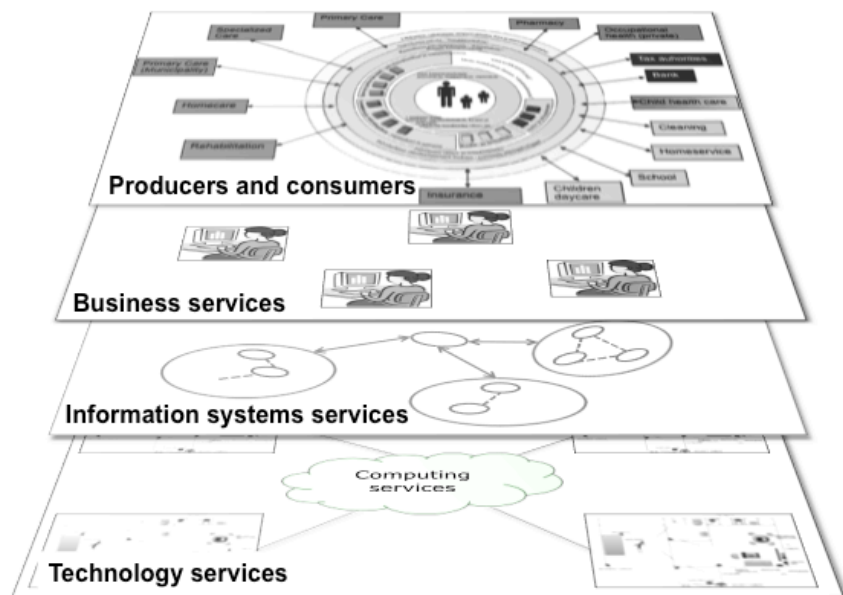 Primary Care
Pharmacy
Specialized
Care
Occupational
health (private)
Primary Care
(Municipality)
Tax authorities
Bank
Homecare
Child health care
Cleaning
Rehabilitation
Homeservice
School
Insurance
Children
daycare
Producers and consumers
Business services
Information systems services
Computing
services
Technology services